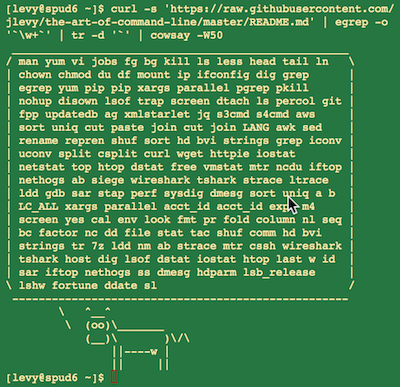 [levy@spud6 ~]$ curl -s 'https://raw.githubusercontent.com/
jlevy/the-art-of-command-line/master/README.md' | egrep -o
'`\w+`' | tr -d '`' | cowsay -W50
 __________________________________________________
/ man yum vi jobs fg bg kill ls less head tail ln  \
| chown chmod du df mount ip ifconfig dig grep     |
| egrep yum pip pip xargs parallel pgrep pkill     |
| nohup disown lsof trap screen dtach ls percol git |
| fpp updatedb ag xmlstarlet jq s3cmd s4cmd aws    |
| sort uniq cut paste join cut join LANG awk sed   |
| rename repren shuf sort hd bvi strings grep iconv |
| uconv split csplit curl wget httpie iostat       |
| netstat top htop dstat free vmstat mtr ncdu iftop |
| nethogs ab siege wireshark tshark strace ltrace  |
| ldd gdb sar stap perf sysdig dmesg sort uniq a b |
| LC_ALL xargs parallel acct_id acct_id expr m4    |
| screen yes cal env look fmt pr fold column nl seq |
| bc factor nc dd file stat tac shuf comm hd bvi   |
| strings tr 7z ldd nm ab strace mtr cssh wireshark |
| tshark host dig lsof dstat iostat htop last w id |
| sar iftop nethogs ss dmesg hdparm lsb_release    |
\ lshw fortune ddate sl                            /
 --------------------------------------------------
        \   ^__^
         \  (oo)\_______
            (__)\       )\/\
                ||----w |
                ||     ||
[levy@spud6 ~]$